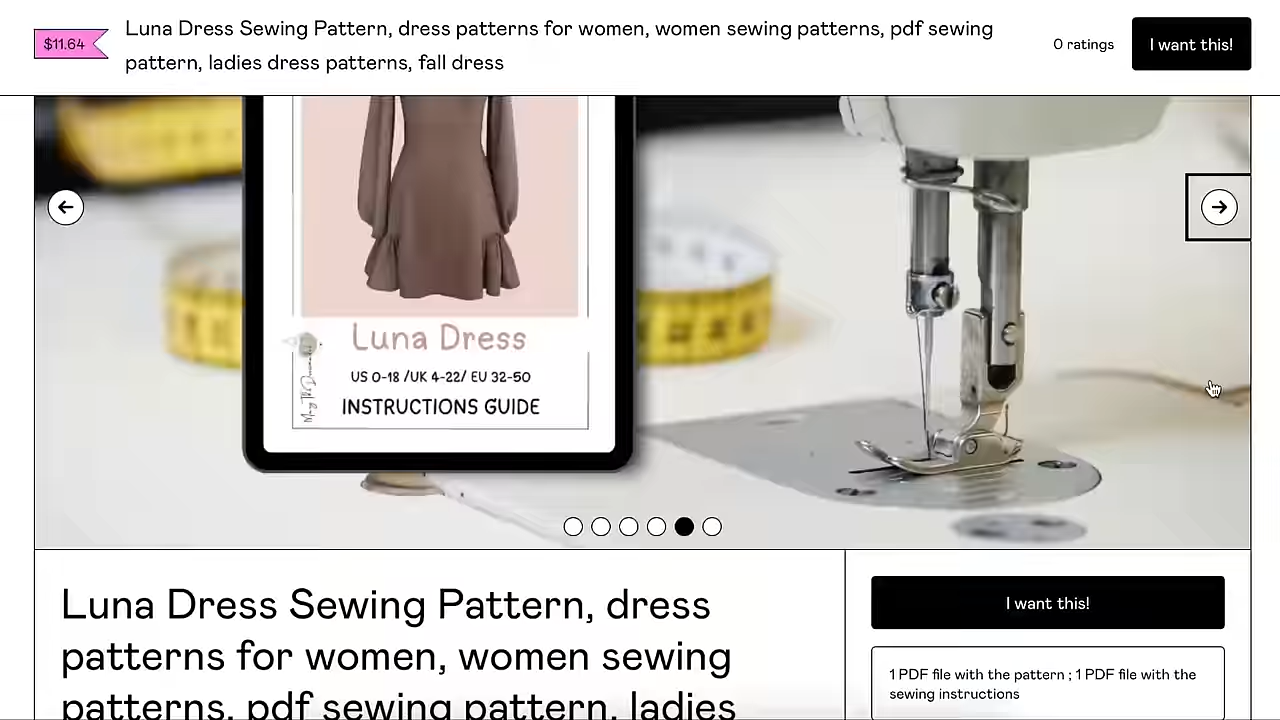 $11.64
Luna Dress Sewing Pattern, dress patterns for women, women sewing patterns, pdf sewing
pattern, ladies dress patterns, fall dress
0 ratings
I want this!
Luna Dress
US 0-18 /UK 4-22/ EU 32-50
INSTRUCTIONS GUIDE
Luna Dress Sewing Pattern, dress
patterns for women, women sewing
patterns, pdf sewing pattern, ladies
I want this!
1 PDF file with the pattern ; 1 PDF file with the
sewing instructions